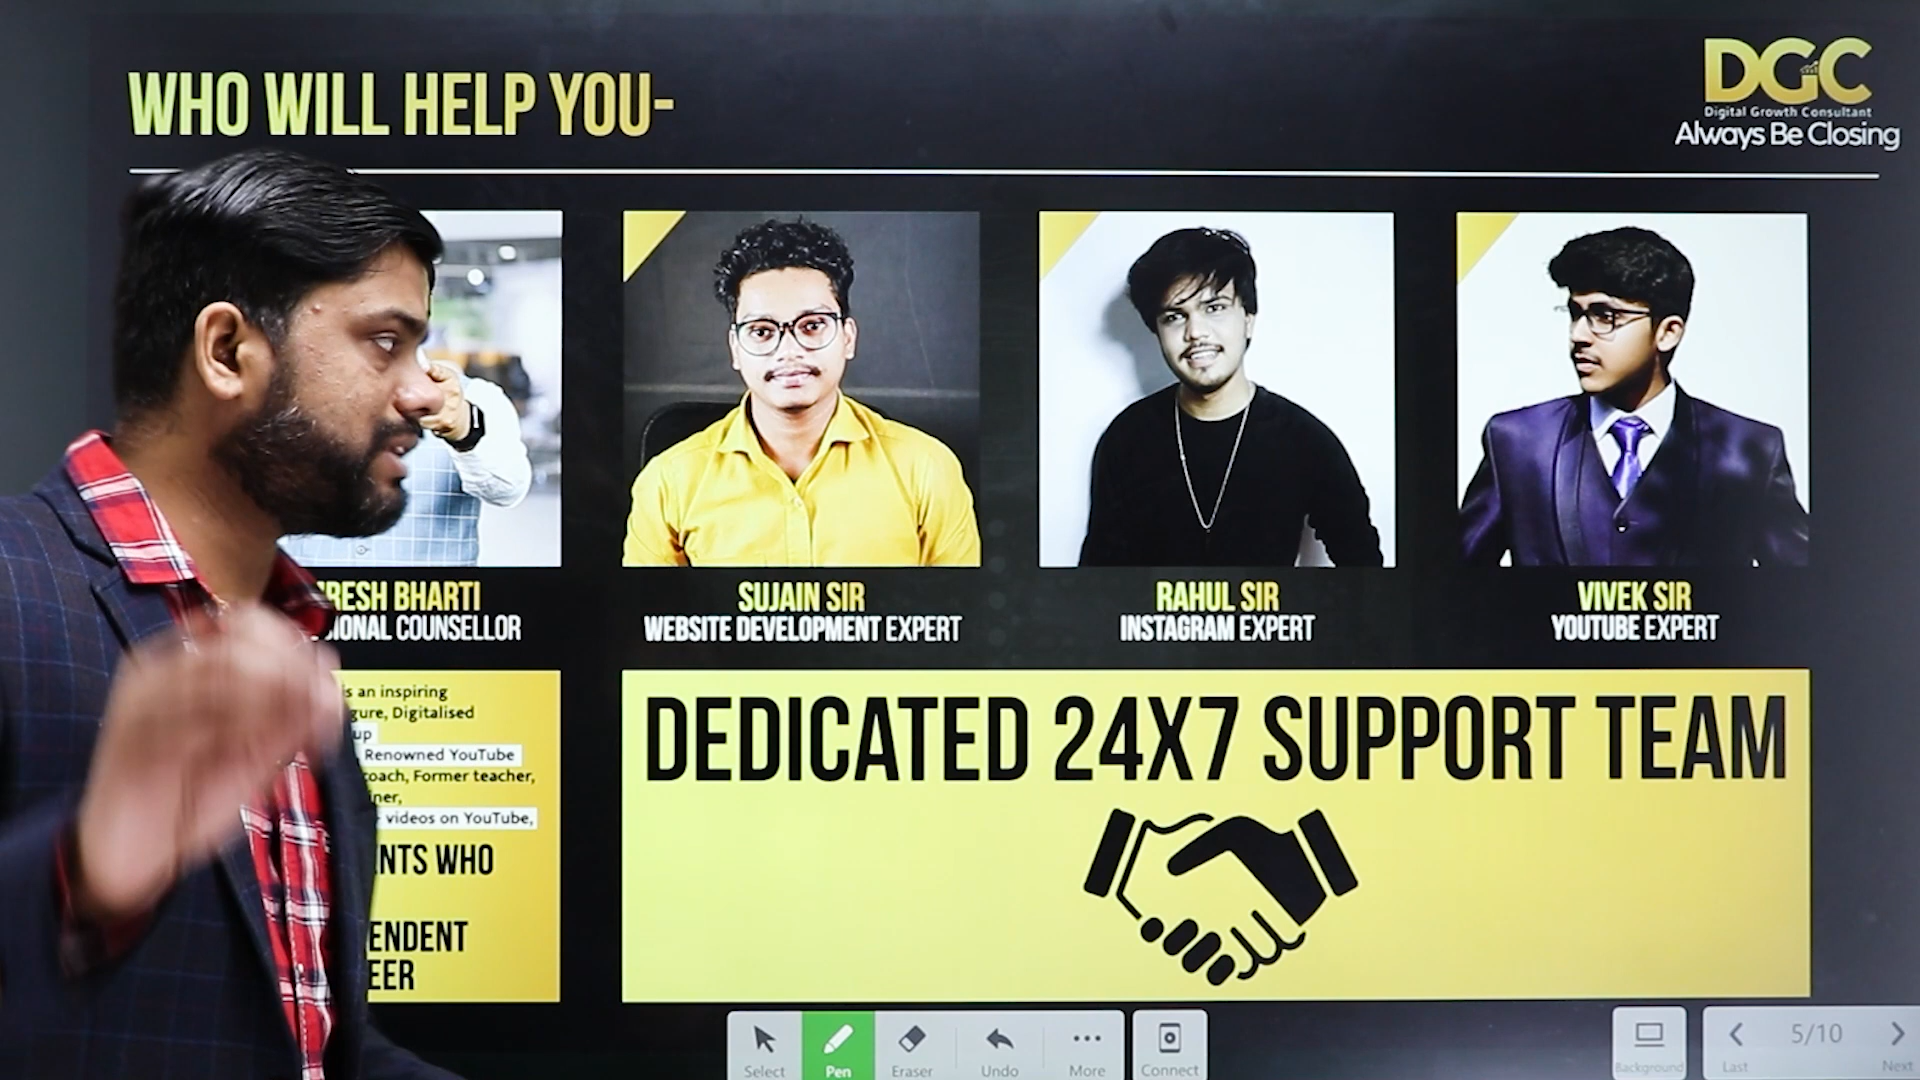 WHO WILL HELP YOU-
DGC
Digital Growth Consultant
Always Be Closing
RESH BHARTI
SIONAL COUNSELLOR
SUJAIN SIR
WEBSITE DEVELOPMENT EXPERT
RAHUL SIR
INSTAGRAM EXPERT
VIVEK SIR
YOUTUBE EXPERT
is an inspiring
gure, Digitalised
up
Renowned YouTube
coach, Former teacher,
iner,
videos on YouTube,
NTS WHO
ENDENT
EER
DEDICATED 24X7 SUPPORT TEAM
Select
Pen
Eraser
Undo
More
Connect
Background
Last
5/10
Next